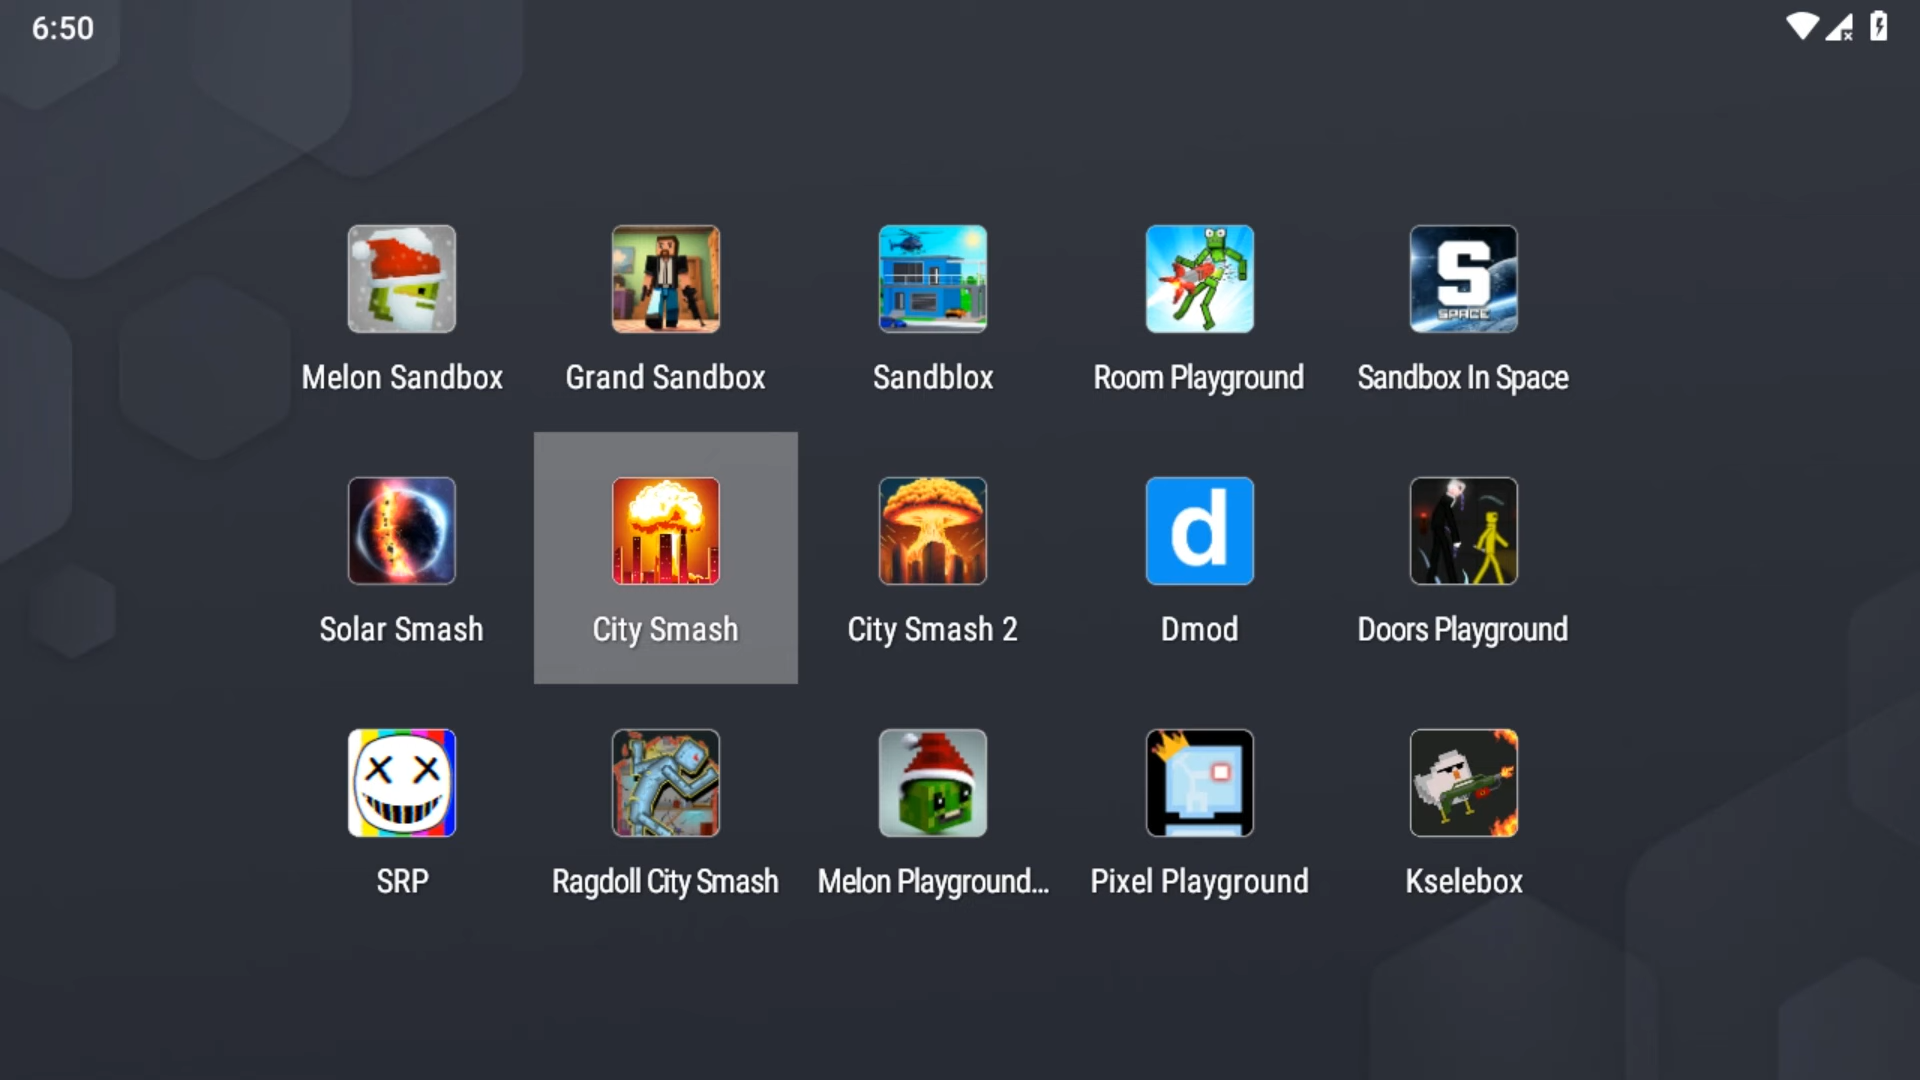 6:50
Melon Sandbox
Grand Sandbox
Sandblox
Room Playground
S
SPACE
Sandbox In Space
Solar Smash
City Smash
City Smash 2
d
Dmod
Doors Playground
SRP
Ragdoll City Smash
Melon Playground...
Pixel Playground
Kselebox